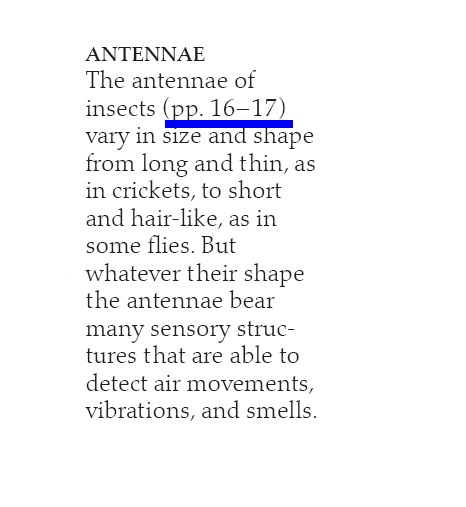 ANTENNAE
The antennae of
insects (pp. 16–17)
vary in size and shape
from long and thin, as
in crickets, to short
and hair-like, as in
some flies. But
whatever their shape
the antennae bear
many sensory struc-
tures that are able to
detect air movements,
vibrations, and smells.